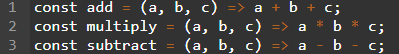 1 const add = (a, b, c) => a + b + c;
2 const multiply = (a, b, c) => a * b * c;
3 const subtract = (a, b, c) => a - b - c;